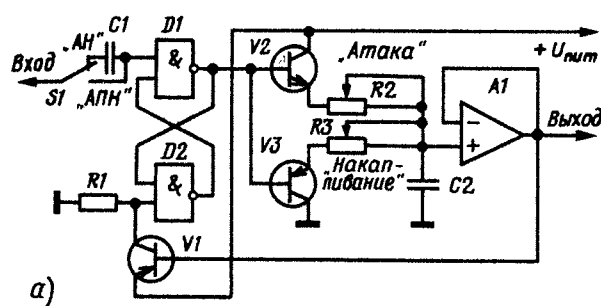 C1
D1
„АН"
&
V2
„Атака"
+ Uпит
Вход
R2
A1
S1
„АПН"
−
Выход
D2
R3
+
V3
&
„Накап-
пливание"
R1
C2
V1
а)